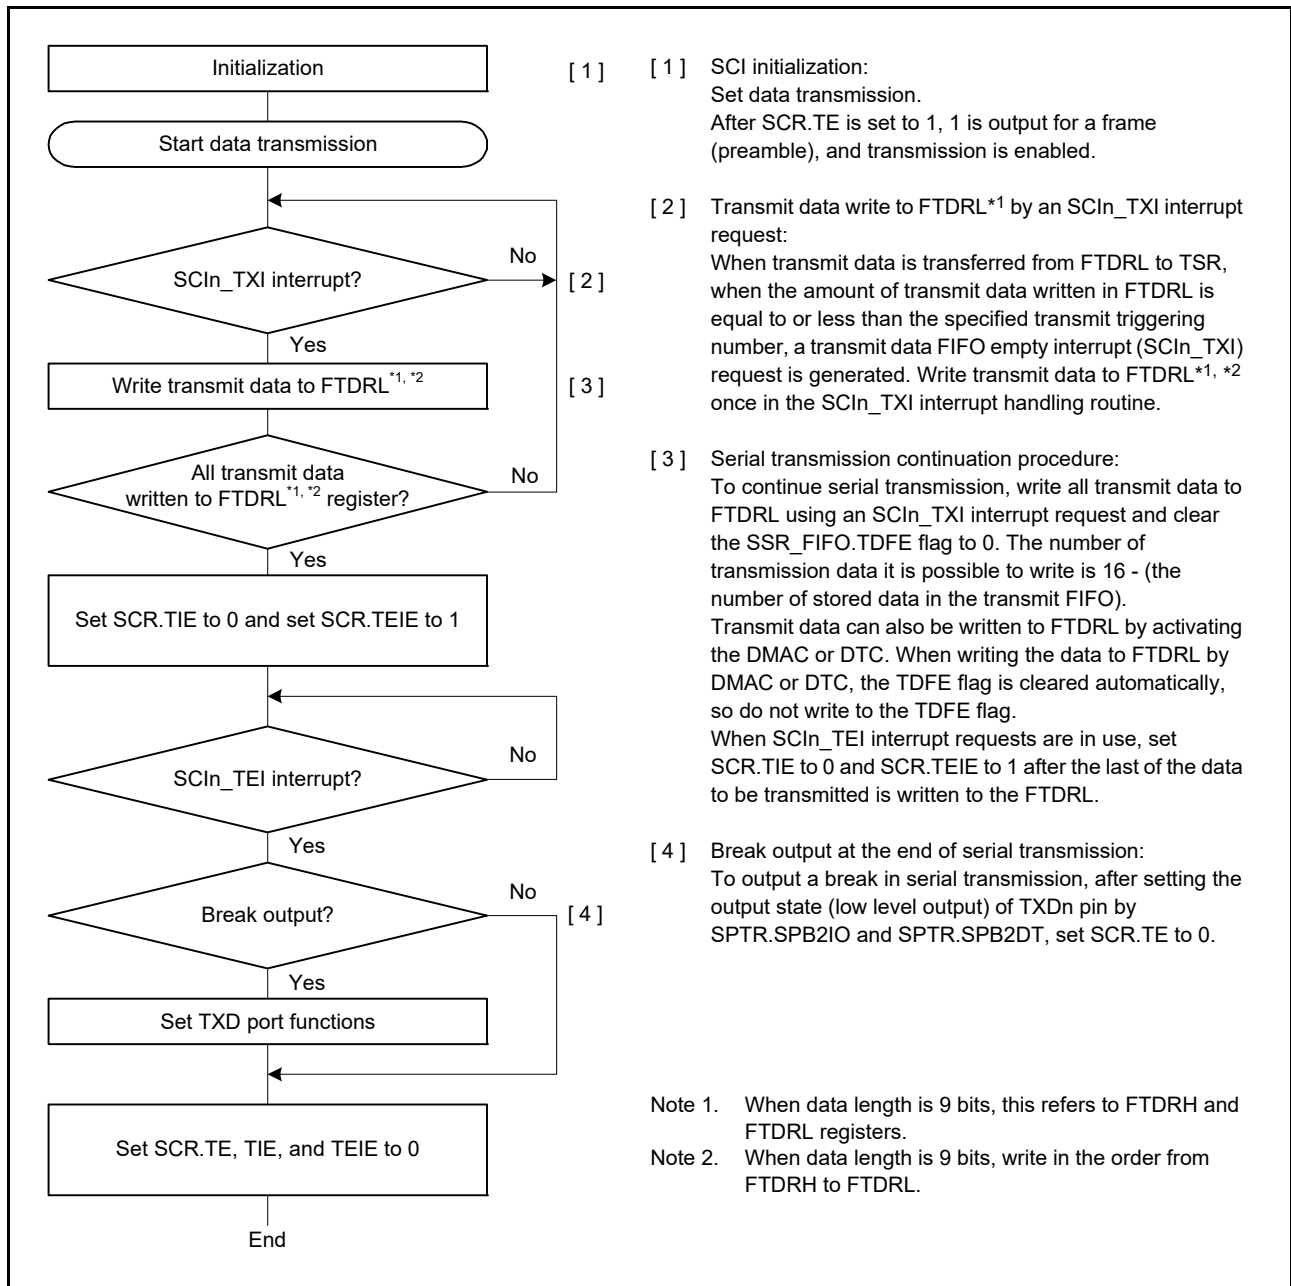 Initialization
[ 1 ]
Start data transmission
SCIn_TXI interrupt?
No
[ 2 ]
Yes
Write transmit data to FTDRL*1, *2
[ 3 ]
All transmit data
written to FTDRL*1, *2 register?
No
Yes
Set SCR.TIE to 0 and set SCR.TEIE to 1
SCIn_TEI interrupt?
No
Yes
Break output?
No
[ 4 ]
Yes
Set TXD port functions
Set SCR.TE, TIE, and TEIE to 0
End
[ 1 ] SCI initialization:
Set data transmission.
After SCR.TE is set to 1, 1 is output for a frame
(preamble), and transmission is enabled.
[ 2 ] Transmit data write to FTDRL*1 by an SCIn_TXI interrupt
request:
When transmit data is transferred from FTDRL to TSR,
when the amount of transmit data written in FTDRL is
equal to or less than the specified transmit triggering
number, a transmit data FIFO empty interrupt (SCIn_TXI)
request is generated. Write transmit data to FTDRL*1, *2
once in the SCIn_TXI interrupt handling routine.
[ 3 ] Serial transmission continuation procedure:
To continue serial transmission, write all transmit data to
FTDRL using an SCIn_TXI interrupt request and clear
the SSR_FIFO.TDFE flag to 0. The number of
transmission data it is possible to write is 16 - (the
number of stored data in the transmit FIFO).
Transmit data can also be written to FTDRL by activating
the DMAC or DTC. When writing the data to FTDRL by
DMAC or DTC, the TDFE flag is cleared automatically,
so do not write to the TDFE flag.
When SCIn_TEI interrupt requests are in use, set
SCR.TIE to 0 and SCR.TEIE to 1 after the last of the data
to be transmitted is written to the FTDRL.
[ 4 ] Break output at the end of serial transmission:
To output a break in serial transmission, after setting the
output state (low level output) of TXDn pin by
SPTR.SPB2IO and SPTR.SPB2DT, set SCR.TE to 0.
Note 1. When data length is 9 bits, this refers to FTDRH and
FTDRL registers.
Note 2. When data length is 9 bits, write in the order from
FTDRH to FTDRL.